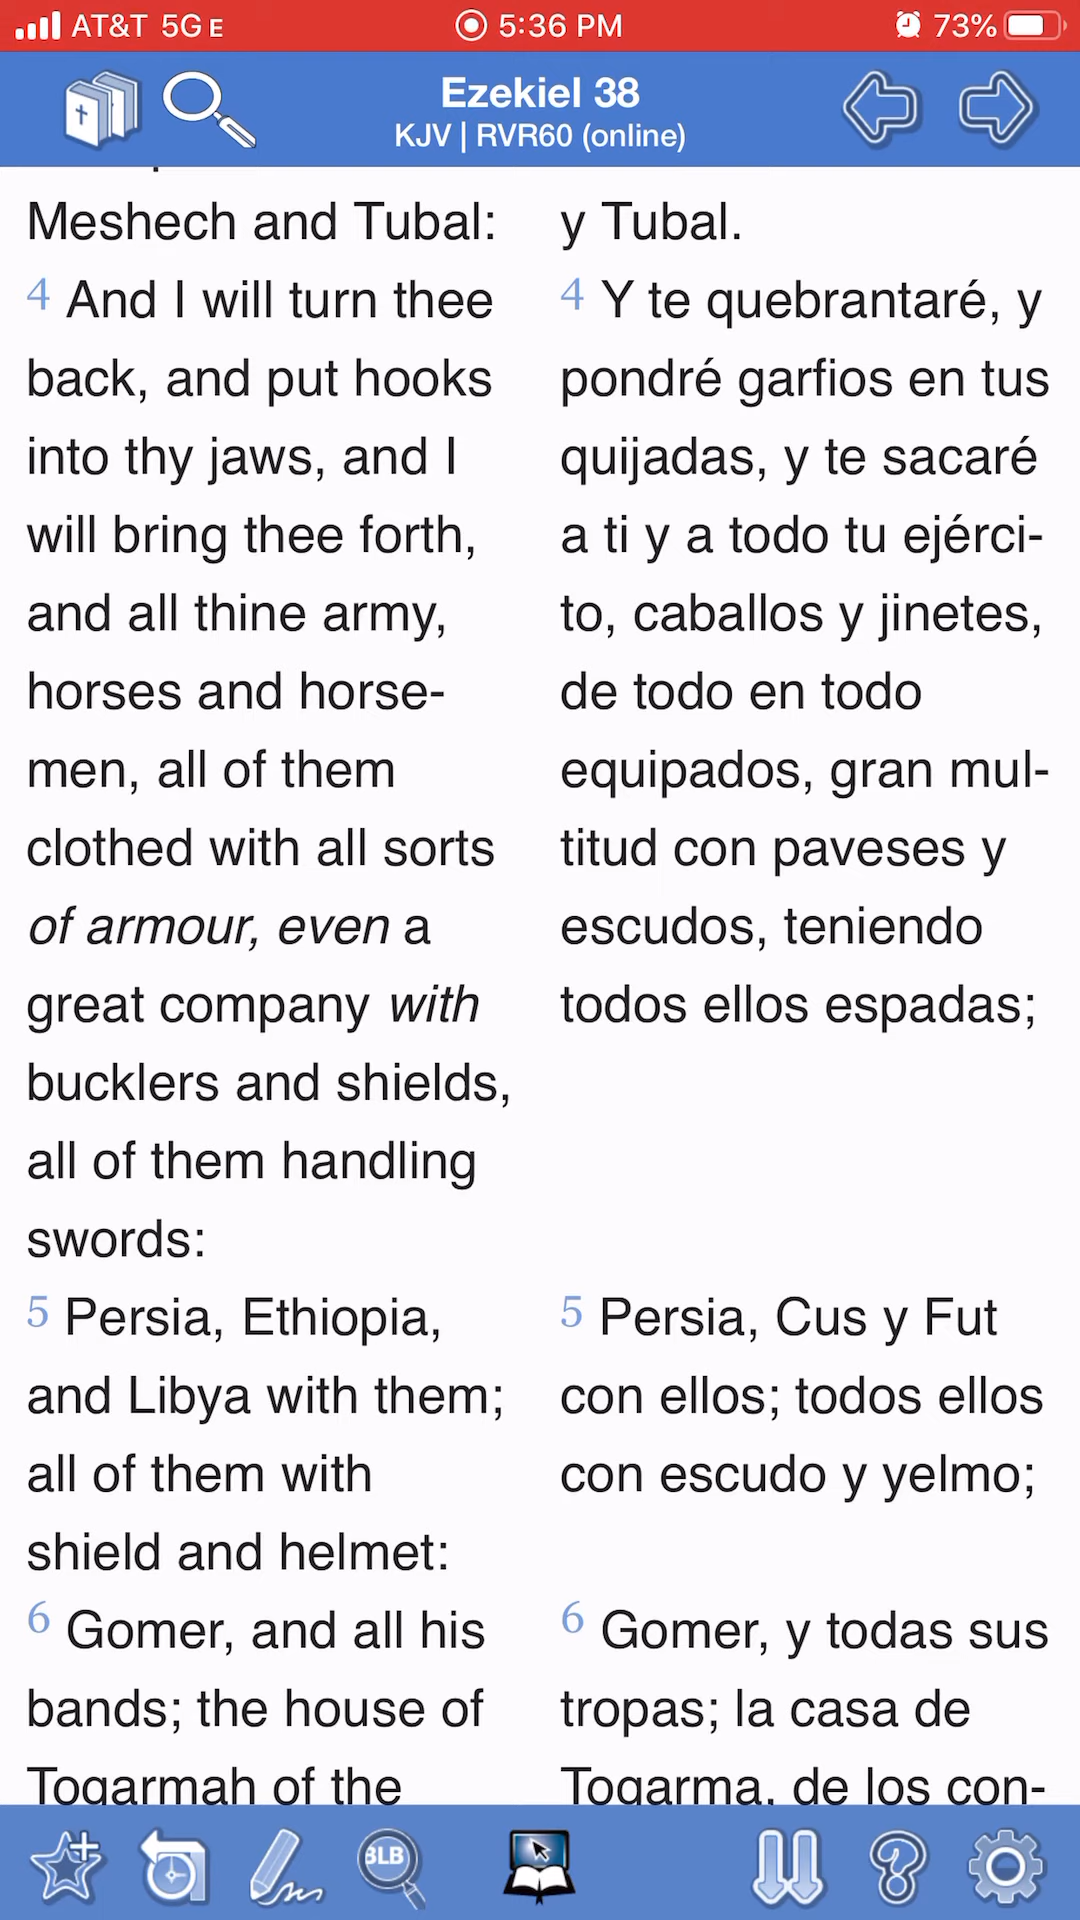 AT&T 5G E
5:36 PM
73%
Ezekiel 38
KJV | RVR60 (online)
Meshech and Tubal:
4 And I will turn thee
back, and put hooks
into thy jaws, and I
will bring thee forth,
and all thine army,
horses and horse-
men, all of them
clothed with all sorts
of armour, even a
great company with
bucklers and shields,
all of them handling
swords:
5 Persia, Ethiopia,
and Libya with them;
all of them with
shield and helmet:
6 Gomer, and all his
bands; the house of
Togarmah of the
y Tubal.
4 Y te quebrantaré, y
pondré garfios en tus
quijadas, y te sacaré
a ti y a todo tu ejérci-
to, caballos y jinetes,
de todo en todo
equipados, gran mul-
titud con paveses y
escudos, teniendo
todos ellos espadas;
5 Persia, Cus y Fut
con ellos; todos ellos
con escudo y yelmo;
6 Gomer, y todas sus
tropas; la casa de
Togarma, de los con-
BLB